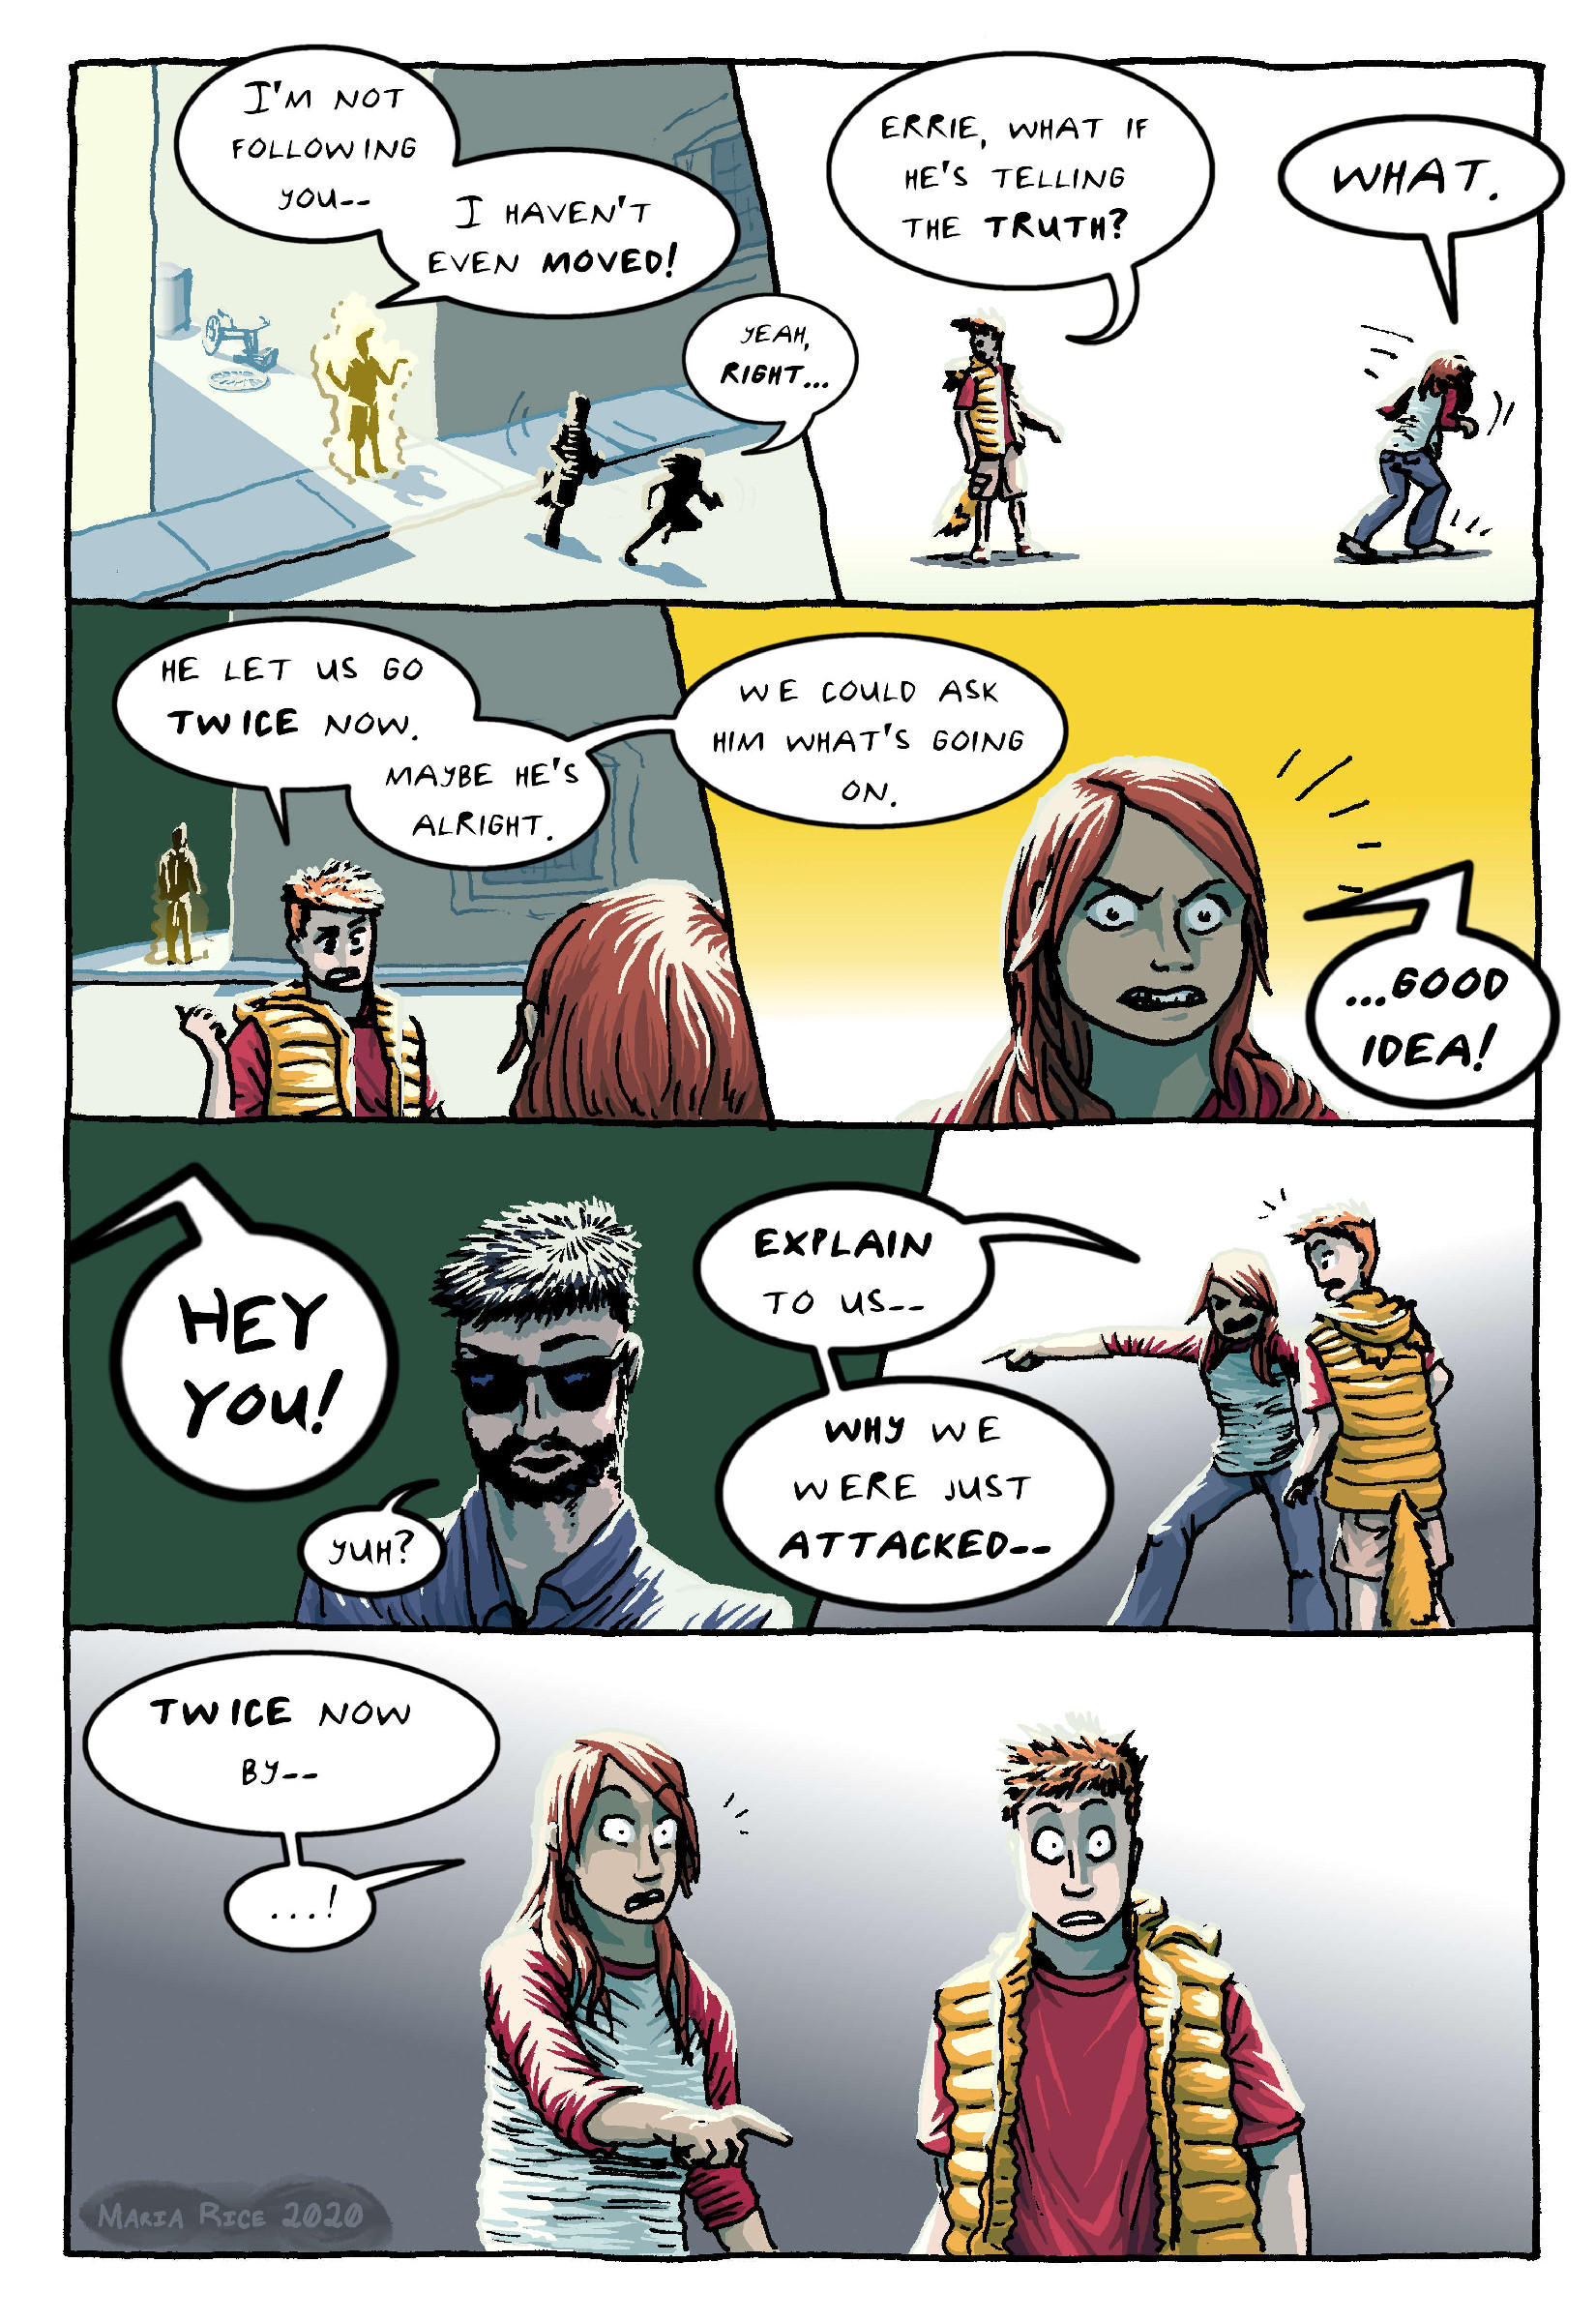 I'M NOT
FOLLOWING
YOU--
I HAVEN'T
EVEN MOVED!
YEAH,
RIGHT...
ERRIE, WHAT IF
HE'S TELLING
THE TRUTH?
WHAT.
HE LET US GO
TWICE NOW.
MAYBE HE'S
ALRIGHT.
WE COULD ASK
HIM WHAT'S GOING
ON.
...GOOD
IDEA!
HEY
YOU!
YUH?
EXPLAIN
TO US--
WHY WE
WERE JUST
ATTACKED--
TWICE NOW
BY--
...!
MARIA RICE 2020